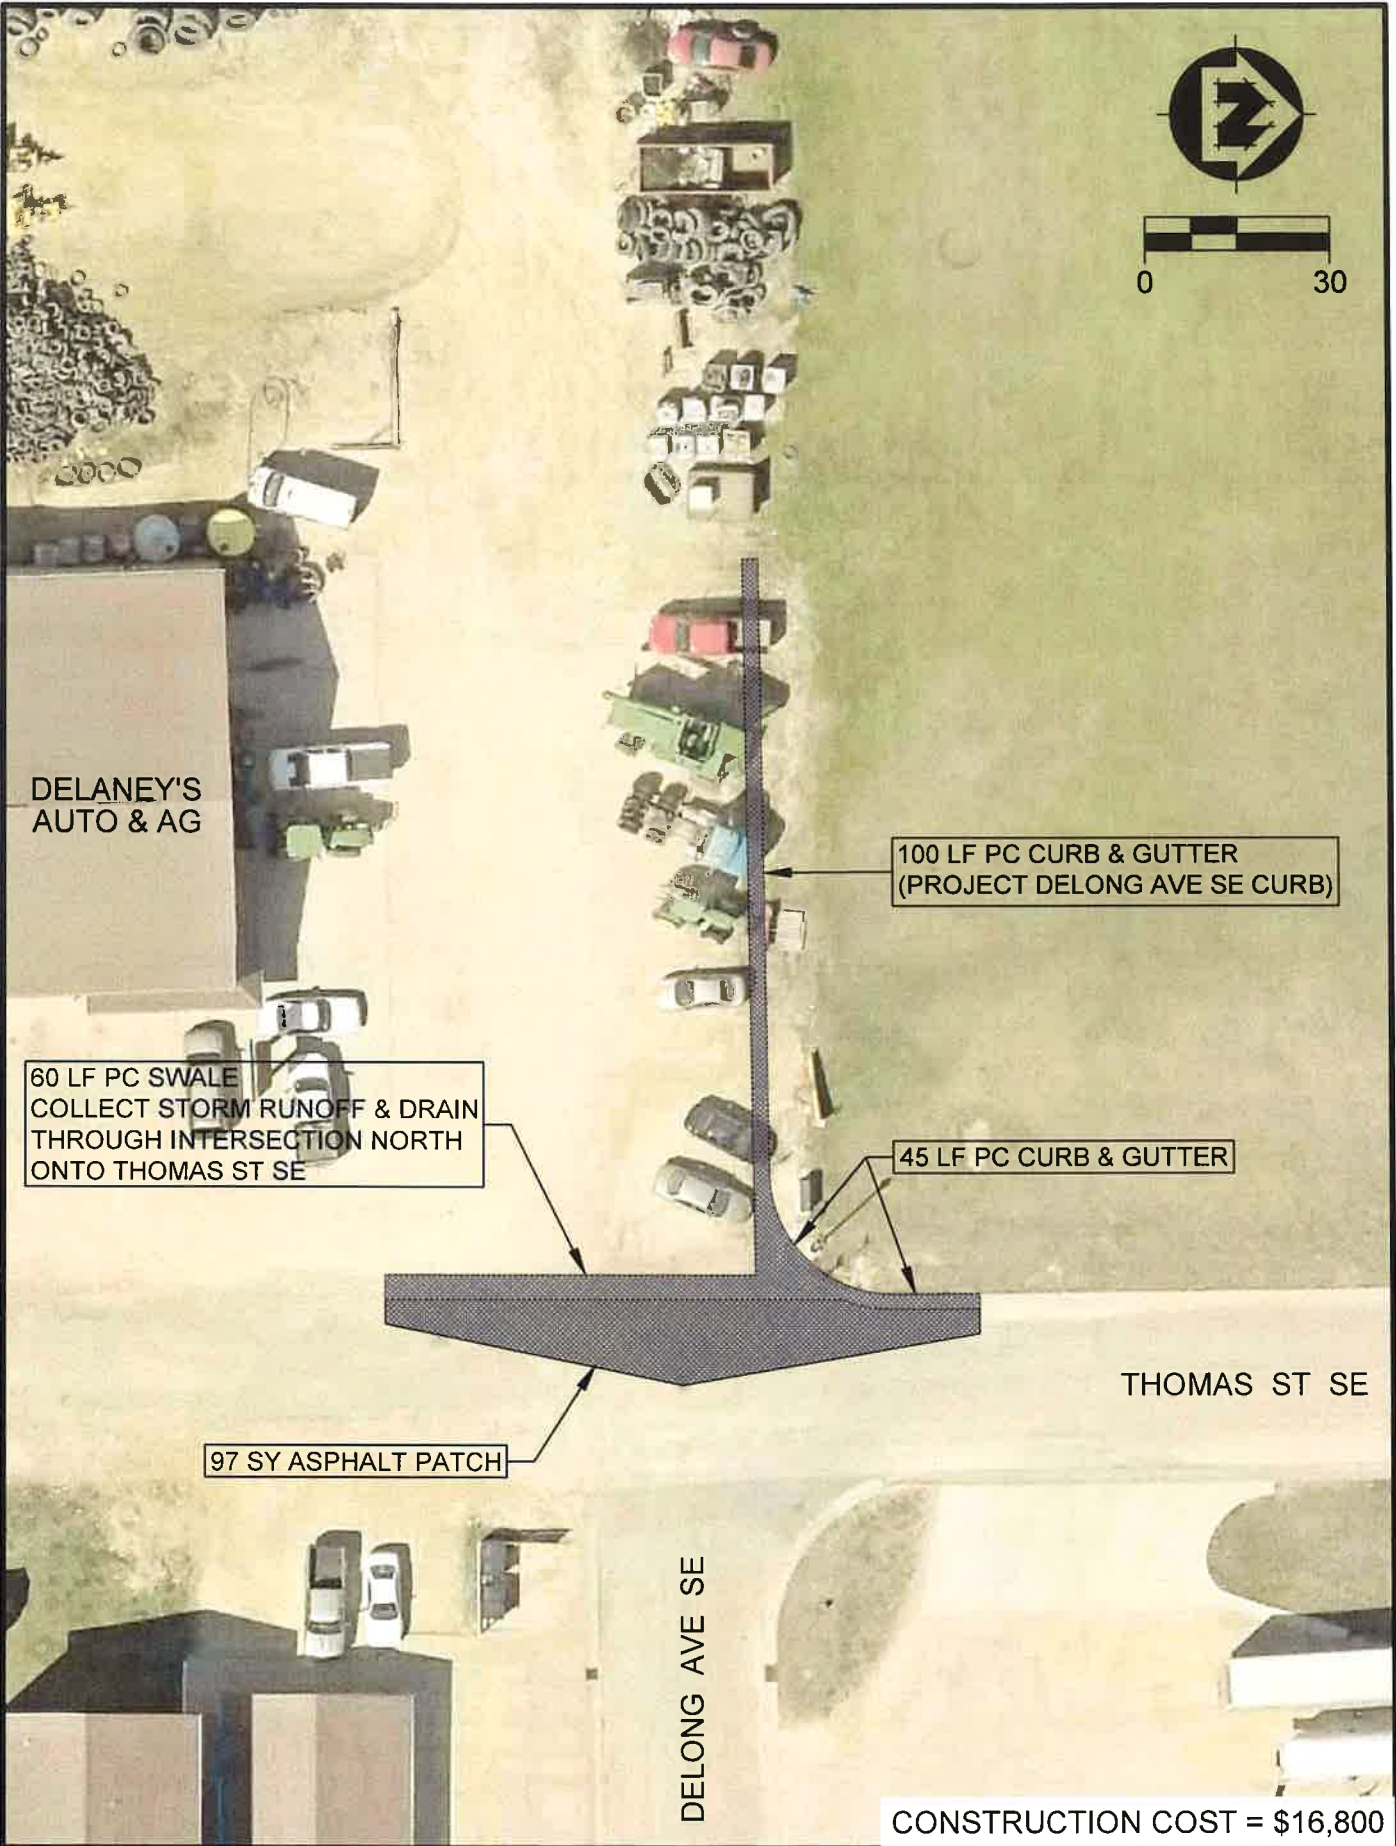 N
0 30
DELANEY'S
AUTO & AG
100 LF PC CURB & GUTTER
(PROJECT DELONG AVE SE CURB)
60 LF PC SWALE
COLLECT STORM RUNOFF & DRAIN
THROUGH INTERSECTION NORTH
ONTO THOMAS ST SE
45 LF PC CURB & GUTTER
THOMAS ST SE
97 SY ASPHALT PATCH
DELONG AVE SE
CONSTRUCTION COST = $16,800